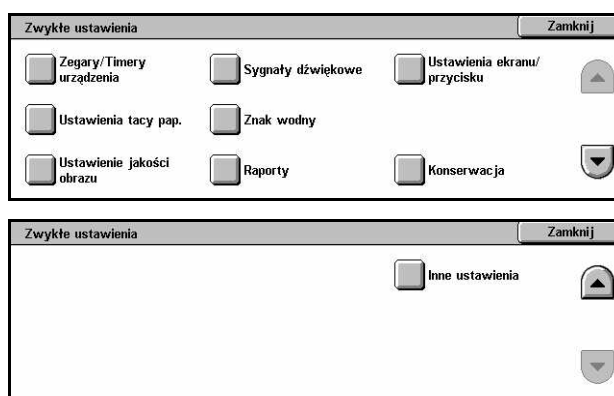 Zwykłe ustawienia
Zamknij
Zegary/Timery
urządzenia
Sygnały dźwiękowe
Ustawienia ekranu/
przycisku
Ustawienia tacy pap.
Znak wodny
Ustawienie jakości
obrazu
Raporty
Konserwacja
Zwykłe ustawienia
Zamknij
Inne ustawienia